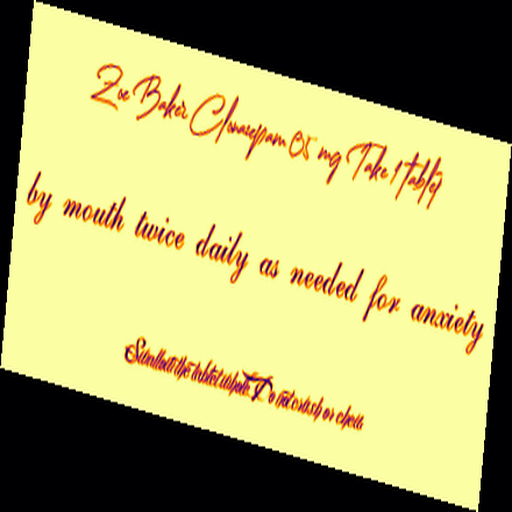 Zoe Baker Clonazepam 0.5 mg Take 1 tablet
by mouth twice daily as needed for anxiety
Swallow the tablet whole. Do not crush or chew